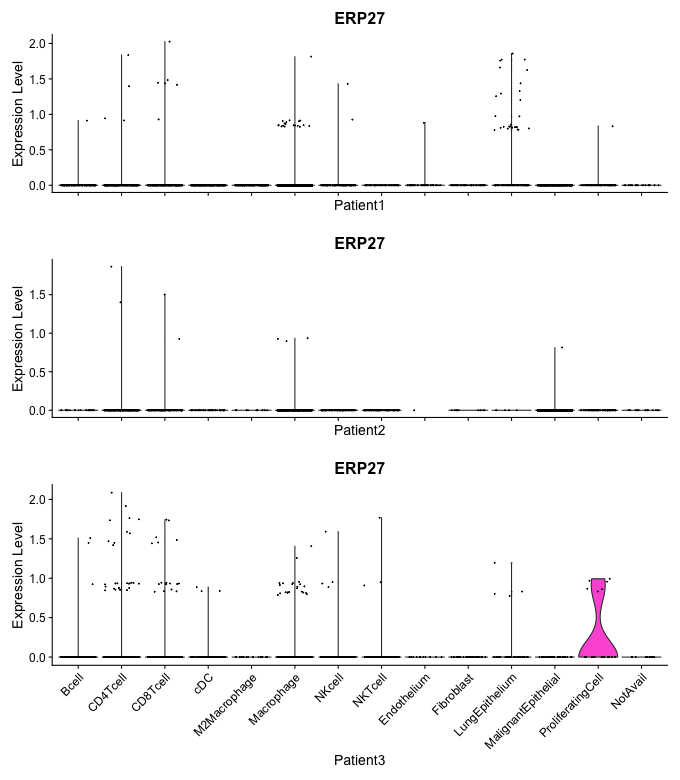 ERP27
Expression Level
2.0
1.5
1.0
0.5
0.0
Patient1
ERP27
Expression Level
1.5
1.0
0.5
0.0
Patient2
ERP27
Expression Level
2.0
1.5
1.0
0.5
0.0
Bcell
CD4Tcell
CD8Tcell
cDC
M2Macrophage
Macrophage
NKcell
NKTcell
Endothelium
Fibroblast
LungEpithelium
MalignantEpithelial
ProliferatingCell
NotAvail
Patient3